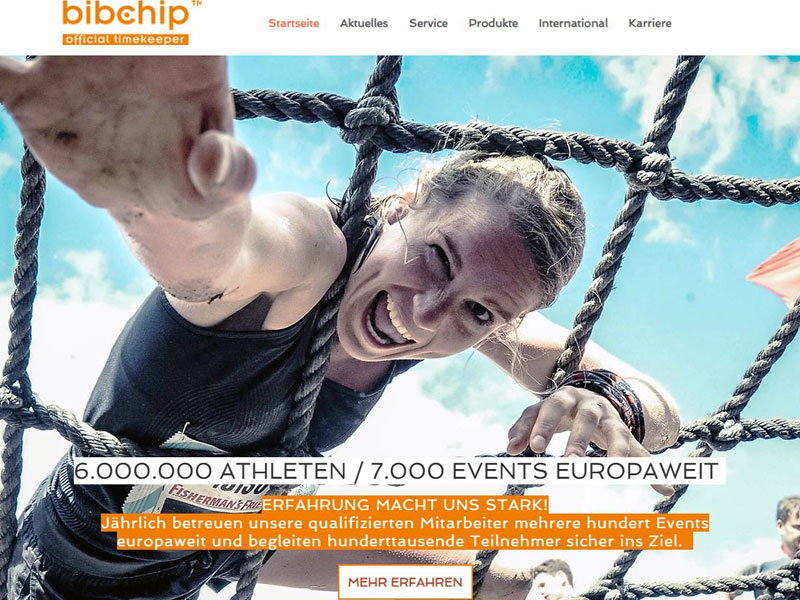 bibchip™
official timekeeper
Startseite Aktuelles Service Produkte International Karriere
FISHERMAN'S
6.000.000 ATHLETEN / 7.000 EVENTS EUROPAWEIT
ERFAHRUNG MACHT UNS STARK!
Jährlich betreuen unsere qualifizierten Mitarbeiter mehrere hundert Events
europaweit und begleiten hunderttausende Teilnehmer sicher ins Ziel.
MEHR ERFAHREN